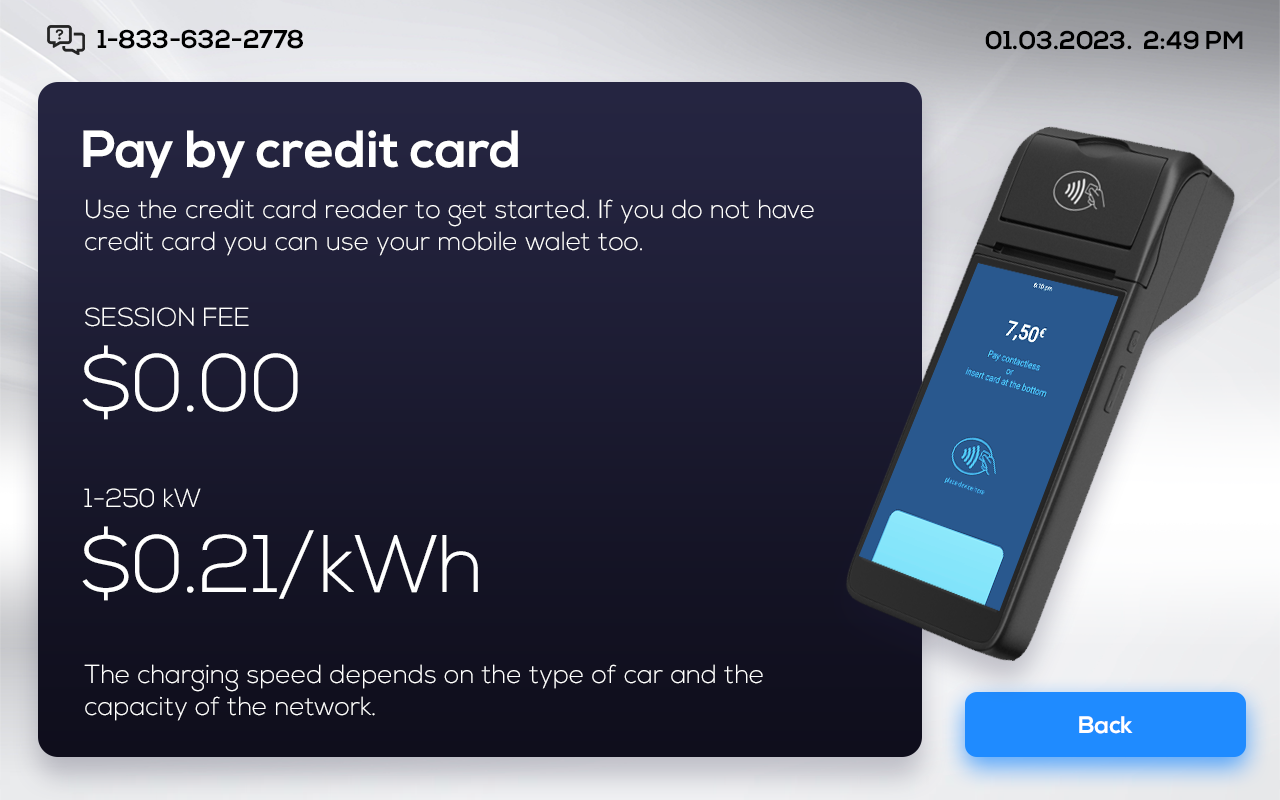 1-833-632-2778
01.03.2023. 2:49 PM
Pay by credit card
Use the credit card reader to get started. If you do not have
credit card you can use your mobile walet too.
SESSION FEE
$0.00
1-250 kW
$0.21/kWh
The charging speed depends on the type of car and the
capacity of the network.
6:10 pm
7,50€
Pay contactless
or
insert card at the bottom
Back